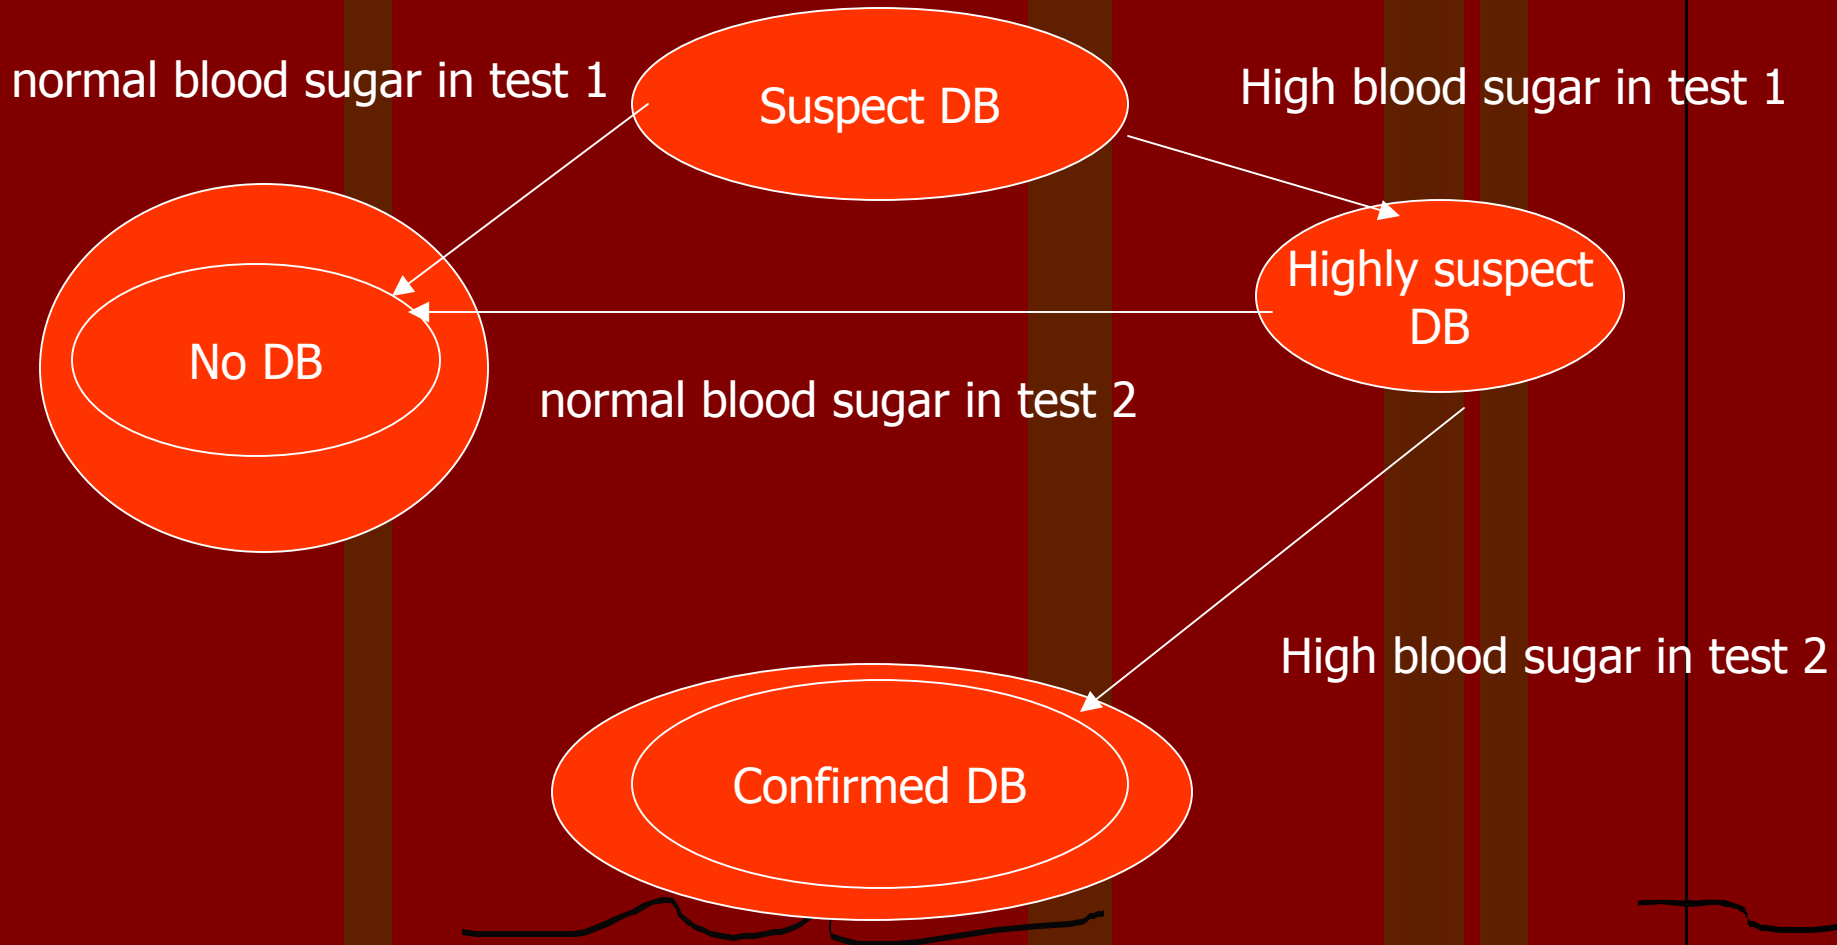 normal blood sugar in test 1
Suspect DB
High blood sugar in test 1
Highly suspect
DB
No DB
normal blood sugar in test 2
High blood sugar in test 2
Confirmed DB